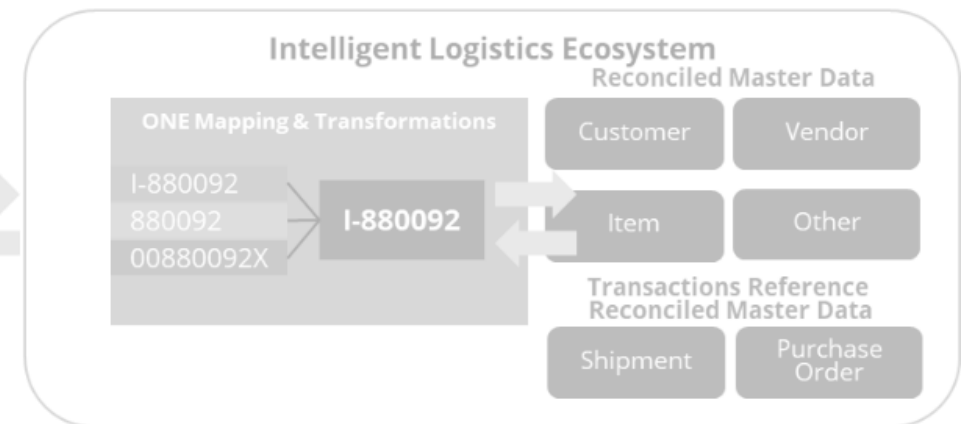 Intelligent Logistics Ecosystem
Reconciled Master Data
ONE Mapping & Transformations
Customer
Vendor
I-880092
880092
00880092X
I-880092
Item
Other
Transactions Reference
Reconciled Master Data
Shipment
Purchase
Order